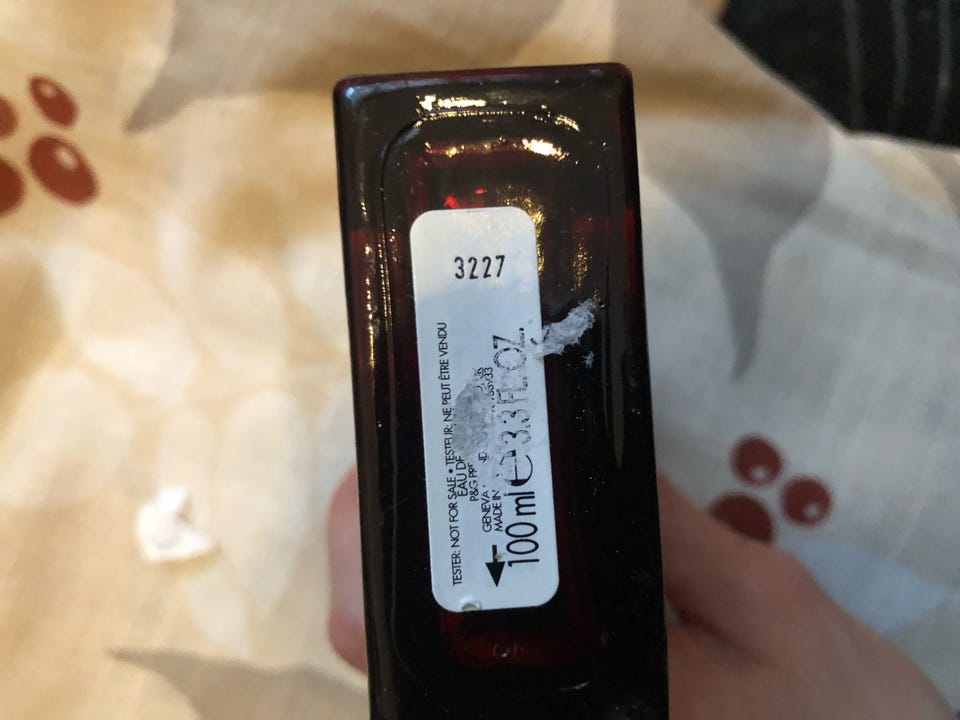 3227
TESTER: NOT FOR SALE • TESTEUR: NE PEUT ÊTRE VENDU
EAU DE
P&G
GENEVA
MADE IN
100 ml e 3.3 FL. OZ.